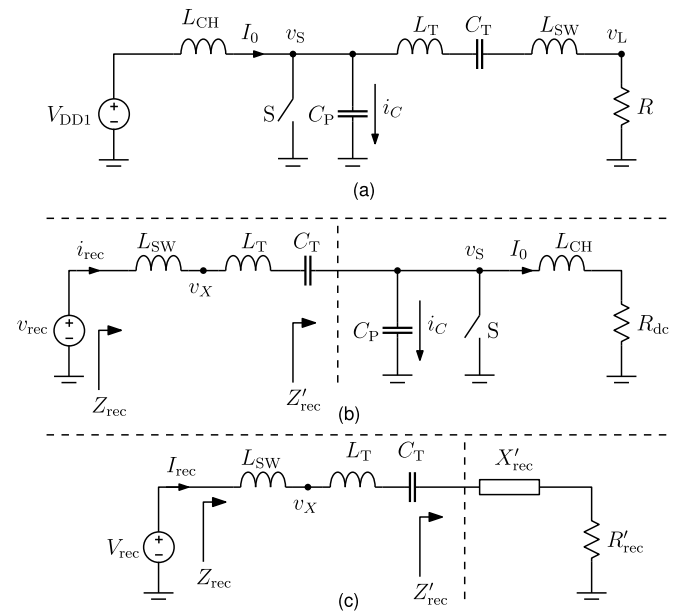 L_CH
I_0
v_S
L_T
C_T
L_SW
v_L
V_DD1
+
−
S
C_P
i_C
R
(a)
i_rec
L_SW
L_T
C_T
v_S
I_0
L_CH
v_X
v_rec
+
−
C_P
i_C
S
R_dc
Z_rec
Z′_rec
(b)
I_rec
L_SW
L_T
C_T
X′_rec
v_X
V_rec
+
−
R′_rec
Z_rec
Z′_rec
(c)